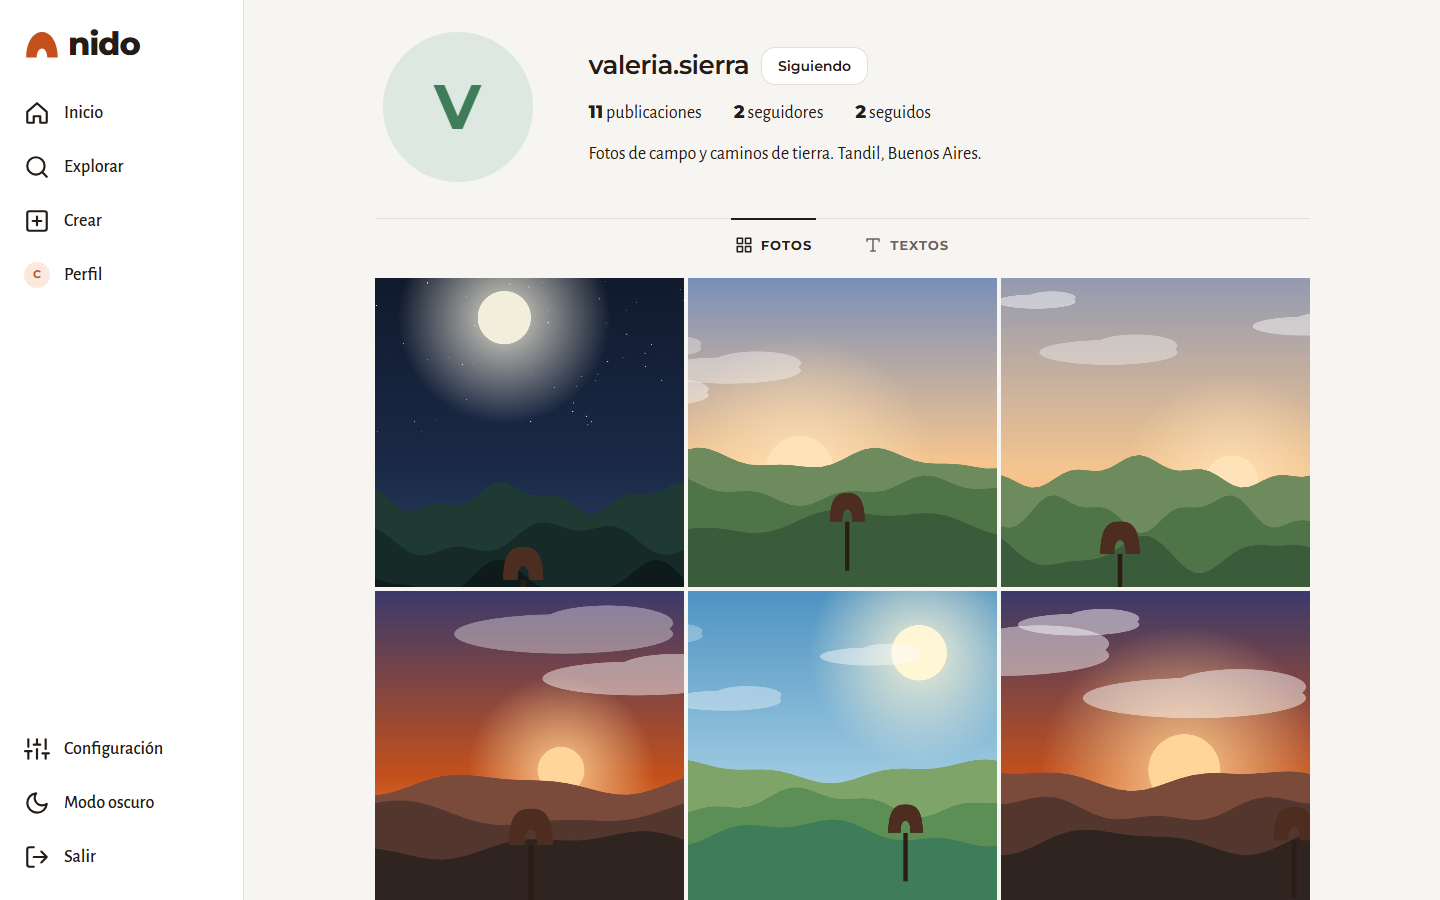 nido
Inicio
Explorar
Crear
C Perfil
Configuración
Modo oscuro
Salir
V
valeria.sierra Siguiendo
11 publicaciones 2 seguidores 2 seguidos
Fotos de campo y caminos de tierra. Tandil, Buenos Aires.
FOTOS TEXTOS